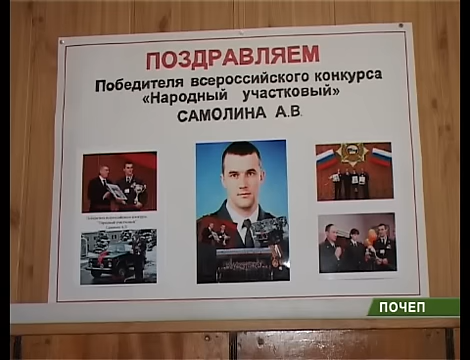 ПОЗДРАВЛЯЕМ
Победителя всероссийского конкурса
«Народный участковый»
САМОЛИНА А.В.
ПОЧЕП